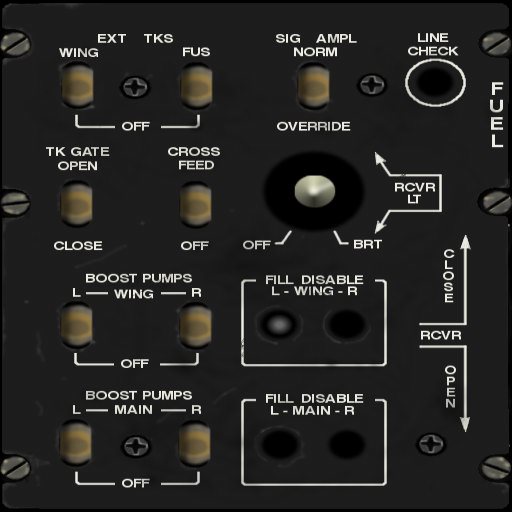 EXT TKS
WING FUS
OFF
SIG AMPL
NORM
OVERRIDE
LINE
CHECK
FUEL
TK GATE
OPEN
CLOSE
CROSS
FEED
OFF
RCVR
LT
OFF BRT
BOOST PUMPS
L WING R
OFF
FILL DISABLE
L - WING - R
CLOSE
RCVR
OPEN
BOOST PUMPS
L MAIN R
OFF
FILL DISABLE
L - MAIN - R